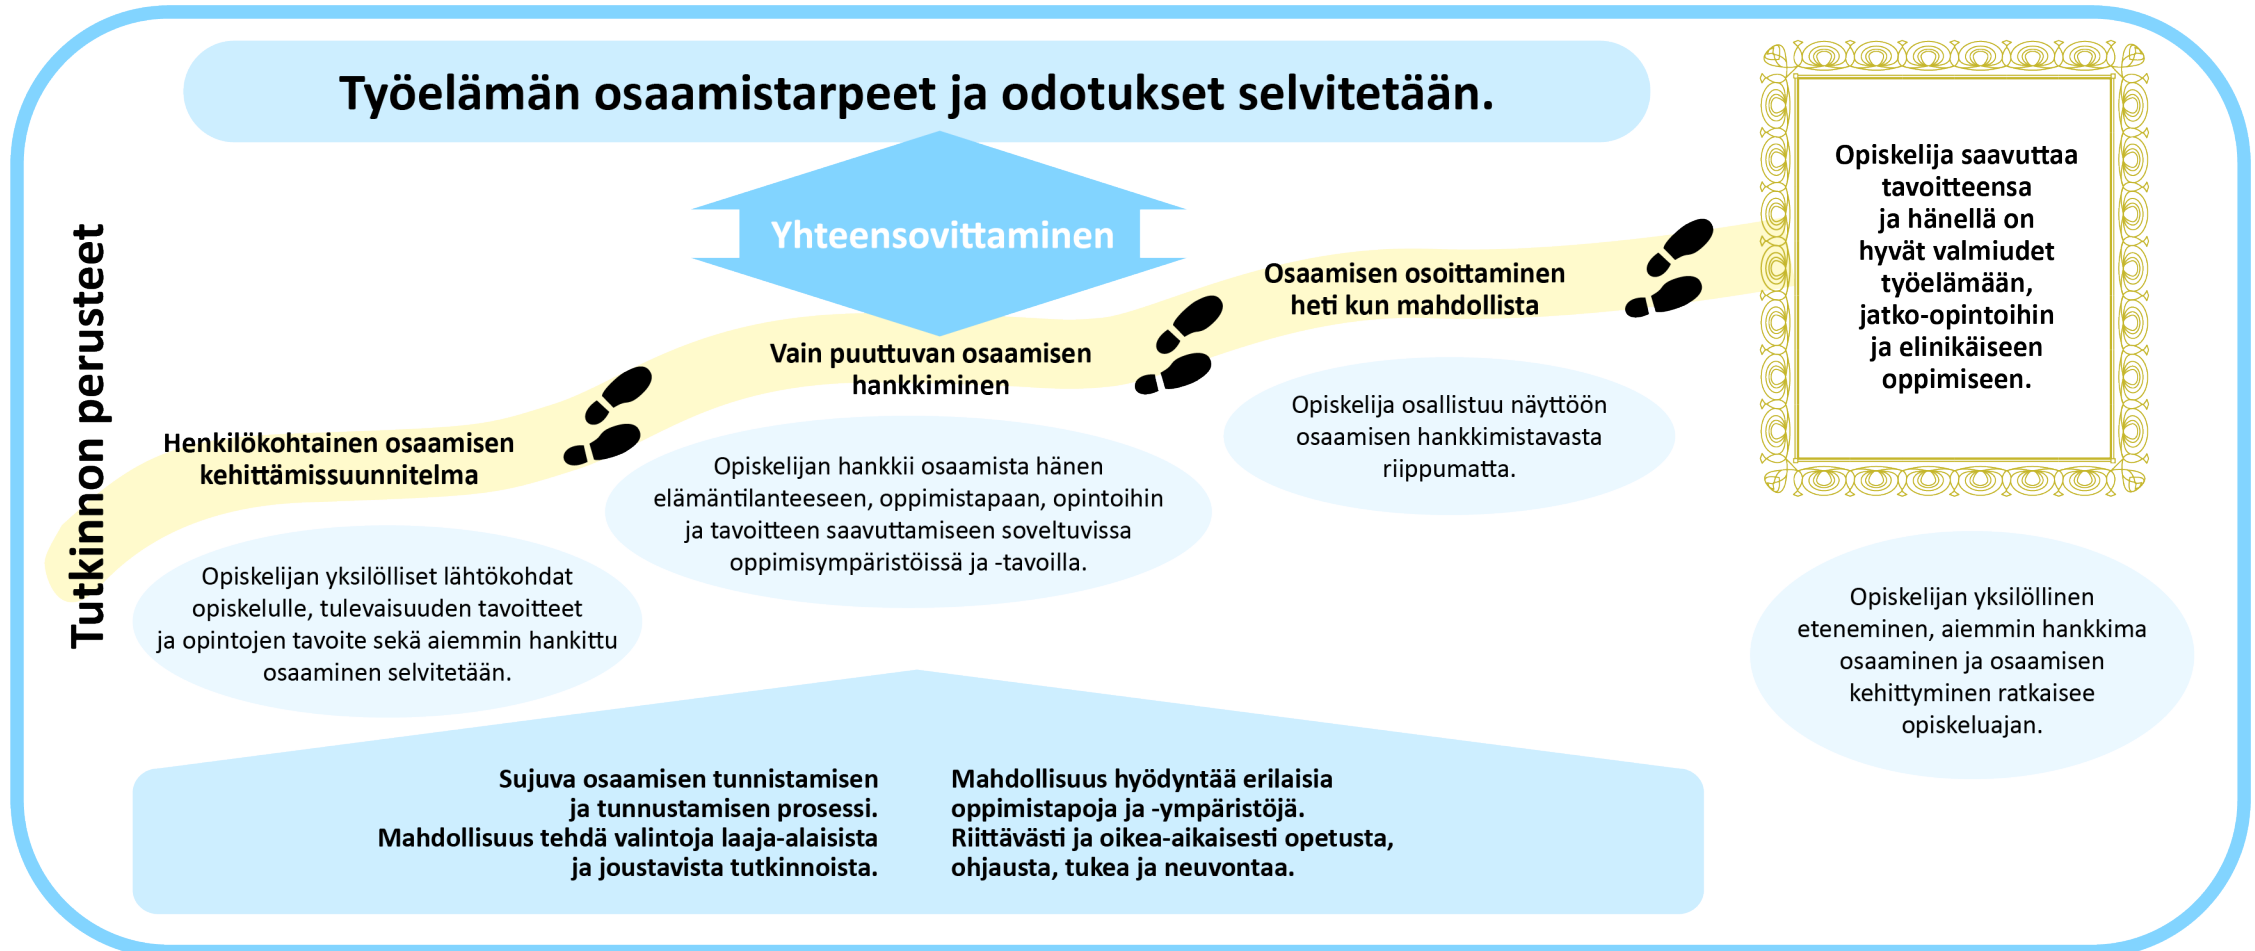 Työelämän osaamistarpeet ja odotukset selvitetään.
Yhteensovittaminen
Tutkinnon perusteet
Henkilökohtainen osaamisen
kehittämissuunnitelma
Opiskelijan yksilölliset lähtökohdat
opiskelulle, tulevaisuuden tavoitteet
ja opintojen tavoite sekä aiemmin hankittu
osaaminen selvitetään.
Vain puuttuvan osaamisen
hankkiminen
Opiskelijan hankkii osaamista hänen
elämäntilanteeseen, oppimistapaan, opintoihin
ja tavoitteen saavuttamiseen soveltuvissa
oppimisympäristöissä ja -tavoilla.
Osaamisen osoittaminen
heti kun mahdollista
Opiskelija osallistuu näyttöön
osaamisen hankkimistavasta
riippumatta.
Opiskelija saavuttaa
tavoitteensa
ja hänellä on
hyvät valmiudet
työelämään,
jatko-opintoihin
ja elinikäiseen
oppimiseen.
Opiskelijan yksilöllinen
eteneminen, aiemmin hankkima
osaaminen ja osaamisen
kehittyminen ratkaisee
opiskeluajan.
Sujuva osaamisen tunnistamisen
ja tunnustamisen prosessi.
Mahdollisuus tehdä valintoja laaja-alaisista
ja joustavista tutkinnoista.
Mahdollisuus hyödyntää erilaisia
oppimistapoja ja -ympäristöjä.
Riittävästi ja oikea-aikaisesti opetusta,
ohjausta, tukea ja neuvontaa.